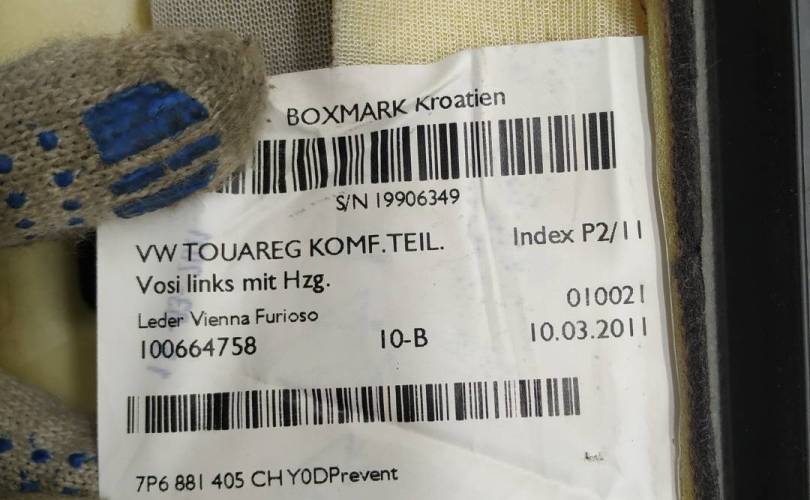 BOXMARK Kroatien
S/N 19906349
VW TOUAREG KOMF.TEIL. Index P2/11
Vosi links mit Hzg.
Leder Vienna Furioso 010021
100664758 10-B 10.03.2011
7P6 881 405 CH Y0DPrevent